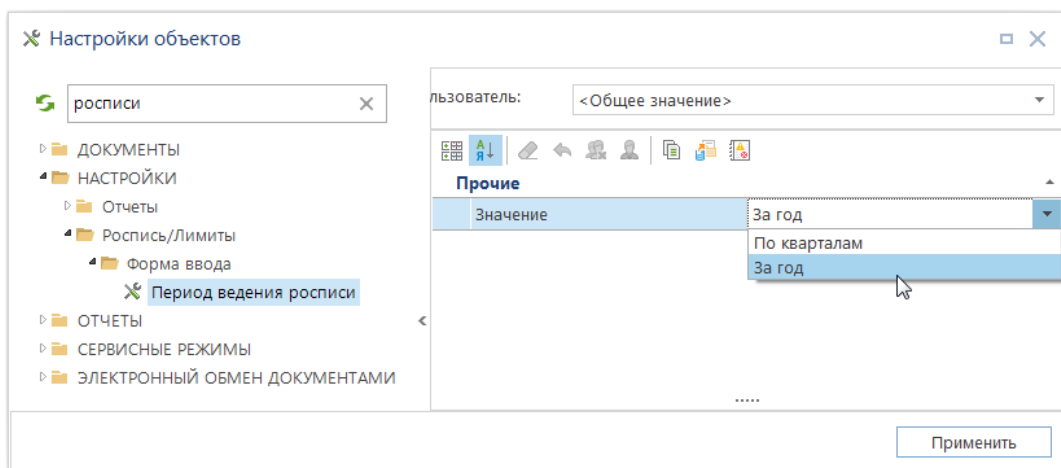 Настройки объектов
росписи
ДОКУМЕНТЫ
НАСТРОЙКИ
Отчеты
Роспись/Лимиты
Форма ввода
Период ведения росписи
ОТЧЕТЫ
СЕРВИСНЫЕ РЕЖИМЫ
ЭЛЕКТРОННЫЙ ОБМЕН ДОКУМЕНТАМИ
льзователь: <Общее значение>
А
Я
Прочие
Значение За год
По кварталам
За год
Применить